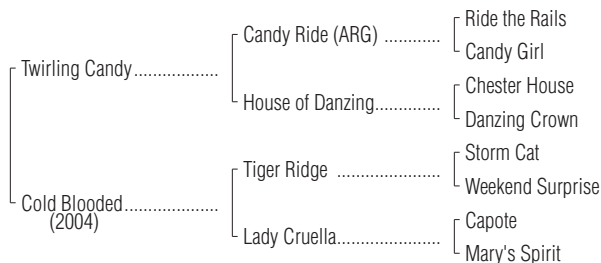 Ride the Rails
Candy Ride (ARG) ............
Candy Girl
Twirling Candy..................
Chester House
House of Danzing..............
Danzing Crown
Storm Cat
Tiger Ridge ...................
Weekend Surprise
Cold Blooded....................
(2004)
Capote
Lady Cruella...................
Mary's Spirit